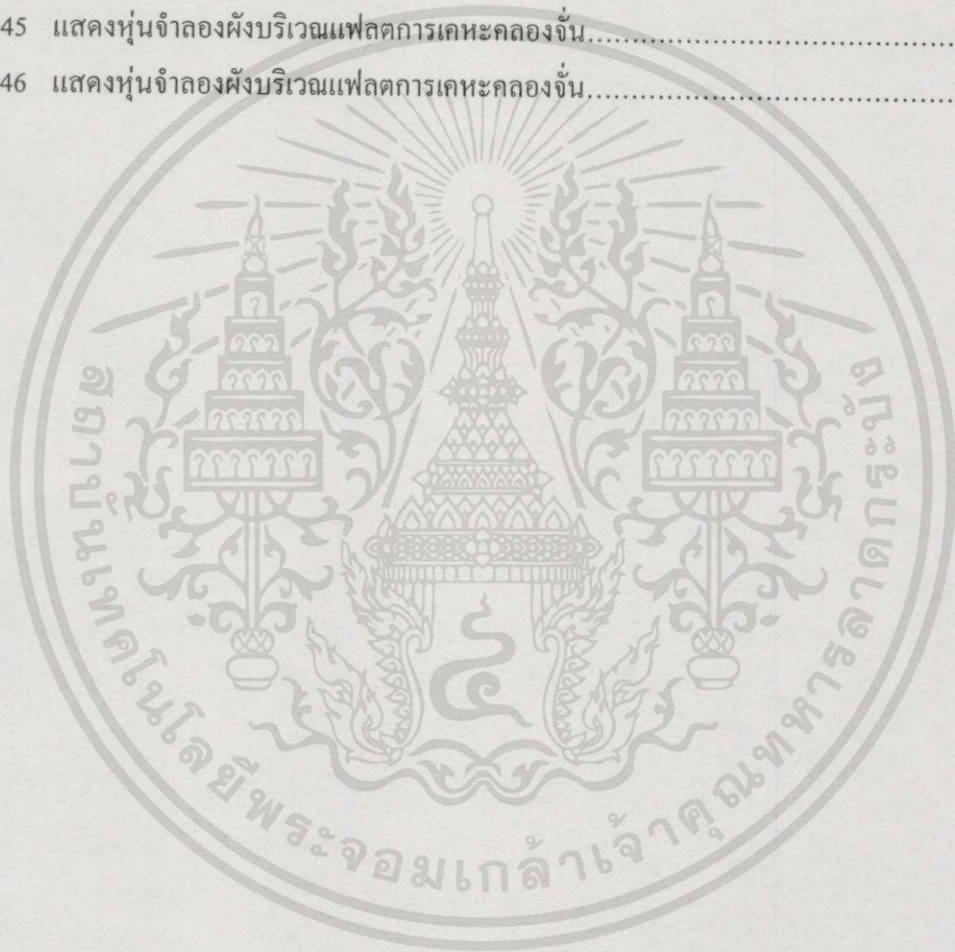 45 แสดงหุ่นจำลองผังบริเวณแฟลตการเคหะคลองจั่น........................................
46 แสดงหุ่นจำลองผังบริเวณแฟลตการเคหะคลองจั่น........................................
สถาบันเทคโนโลยีพระจอมเกล้าเจ้าคุณทหารลาดกระบัง
๔